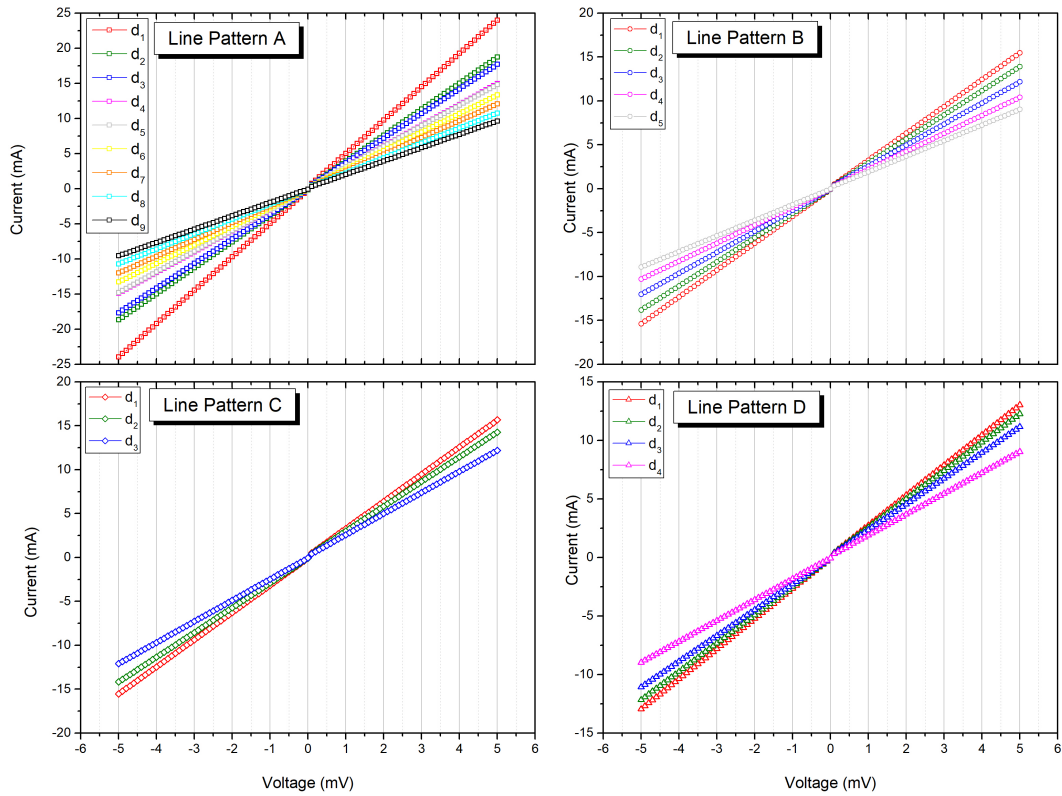 Line Pattern A
d1
d2
d3
d4
d5
d6
d7
d8
d9
Current (mA)
25
20
15
10
5
0
-5
-10
-15
-20
-25
Line Pattern B
d1
d2
d3
d4
d5
Current (mA)
20
15
10
5
0
-5
-10
-15
-20
Line Pattern C
d1
d2
d3
Current (mA)
20
15
10
5
0
-5
-10
-15
-20
-6 -5 -4 -3 -2 -1 0 1 2 3 4 5 6
Voltage (mV)
Line Pattern D
d1
d2
d3
d4
Current (mA)
15
10
5
0
-5
-10
-15
-6 -5 -4 -3 -2 -1 0 1 2 3 4 5 6
Voltage (mV)